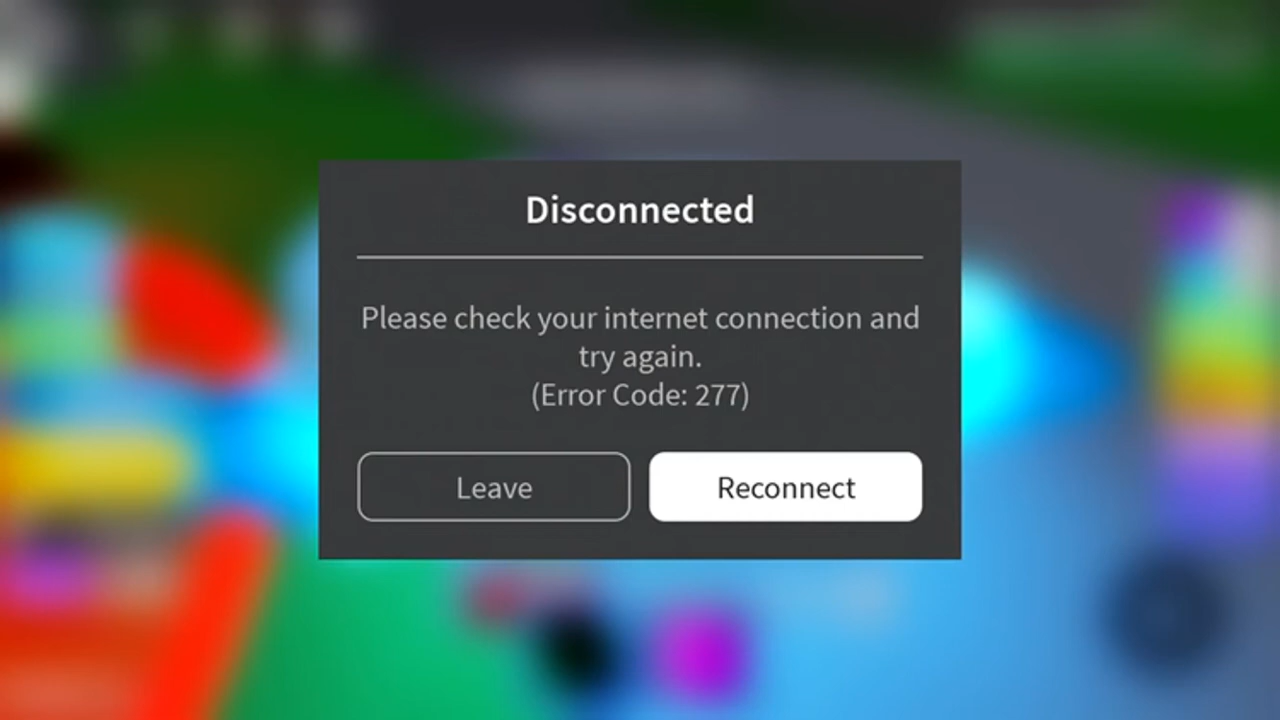 Disconnected
Please check your internet connection and
try again.
(Error Code: 277)
Leave
Reconnect